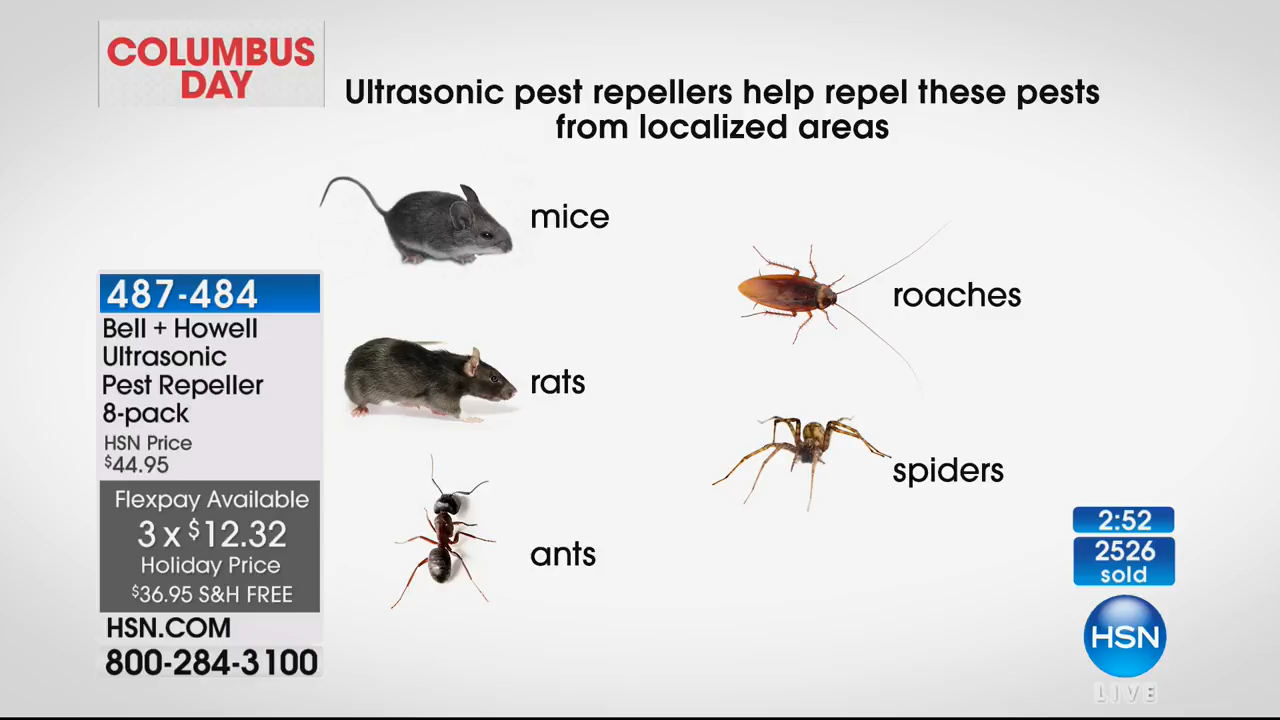 COLUMBUS
DAY
Ultrasonic pest repellers help repel these pests
from localized areas
mice
roaches
rats
spiders
ants
487-484
Bell + Howell
Ultrasonic
Pest Repeller
8-pack
HSN Price
$44.95
Flexpay Available
3 x $12.32
Holiday Price
$36.95 S&H FREE
HSN.COM
800-284-3100
2:52
2526
sold
HSN
LIVE